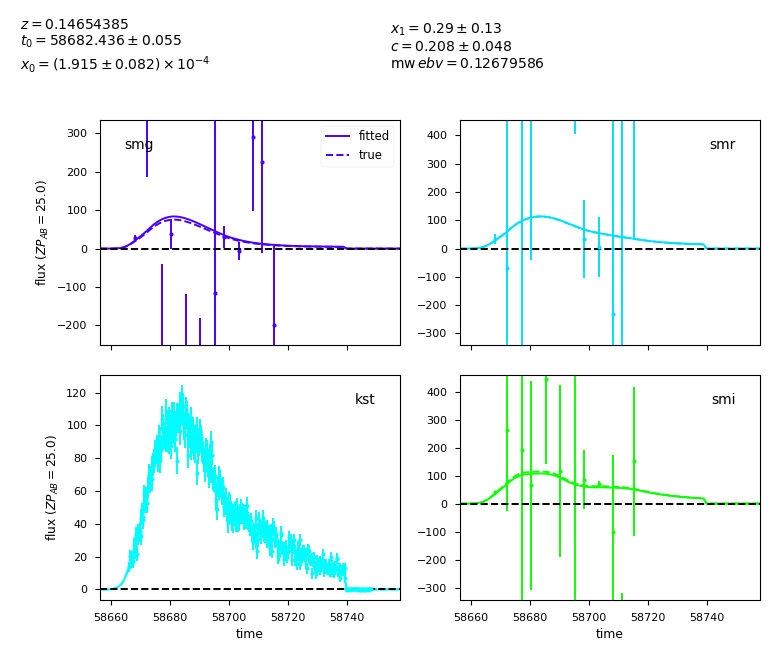 z = 0.14654385
t₀ = 58682.436 ± 0.055
x₀ = (1.915 ± 0.082) × 10⁻⁴
x₁ = 0.29 ± 0.13
c = 0.208 ± 0.048
mw ebv = 0.12679586
smg
fitted
true
300
200
100
0
−100
−200
flux (ZP_AB = 25.0)
smr
400
300
200
100
0
−100
−200
−300
kst
120
100
80
60
40
20
0
flux (ZP_AB = 25.0)
58660 58680 58700 58720 58740
time
smi
400
300
200
100
0
−100
−200
−300
58660 58680 58700 58720 58740
time